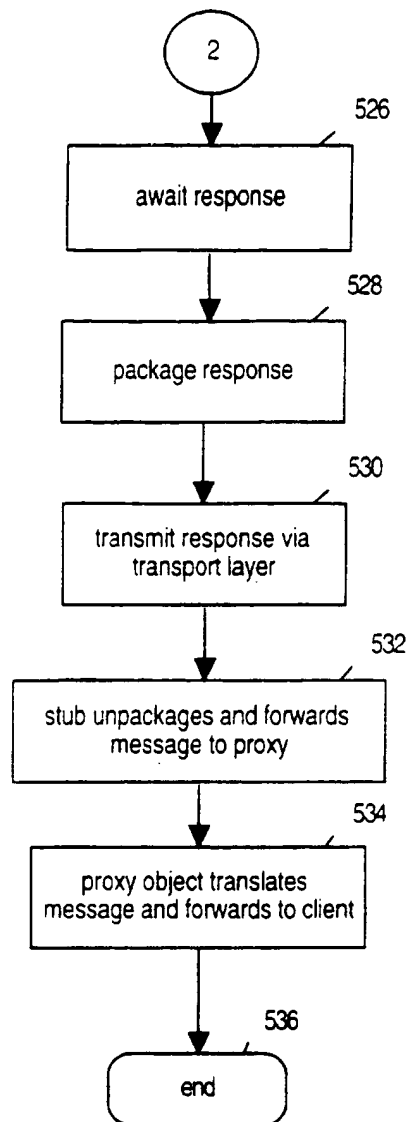 2
526
await response
528
package response
530
transmit response via
transport layer
532
stub unpackages and forwards
message to proxy
534
proxy object translates
message and forwards to client
536
end